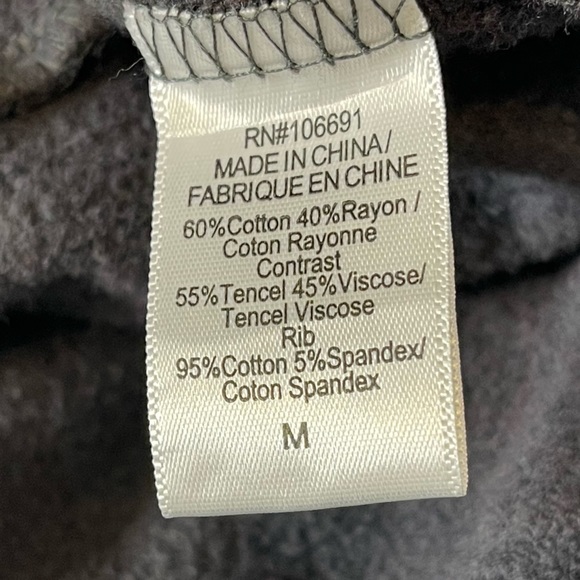 RN#106691
MADE IN CHINA/
FABRIQUE EN CHINE
60%Cotton 40%Rayon /
Coton Rayonne
Contrast
55%Tencel 45%Viscose/
Tencel Viscose
Rib
95%Cotton 5%Spandex/
Coton Spandex
M